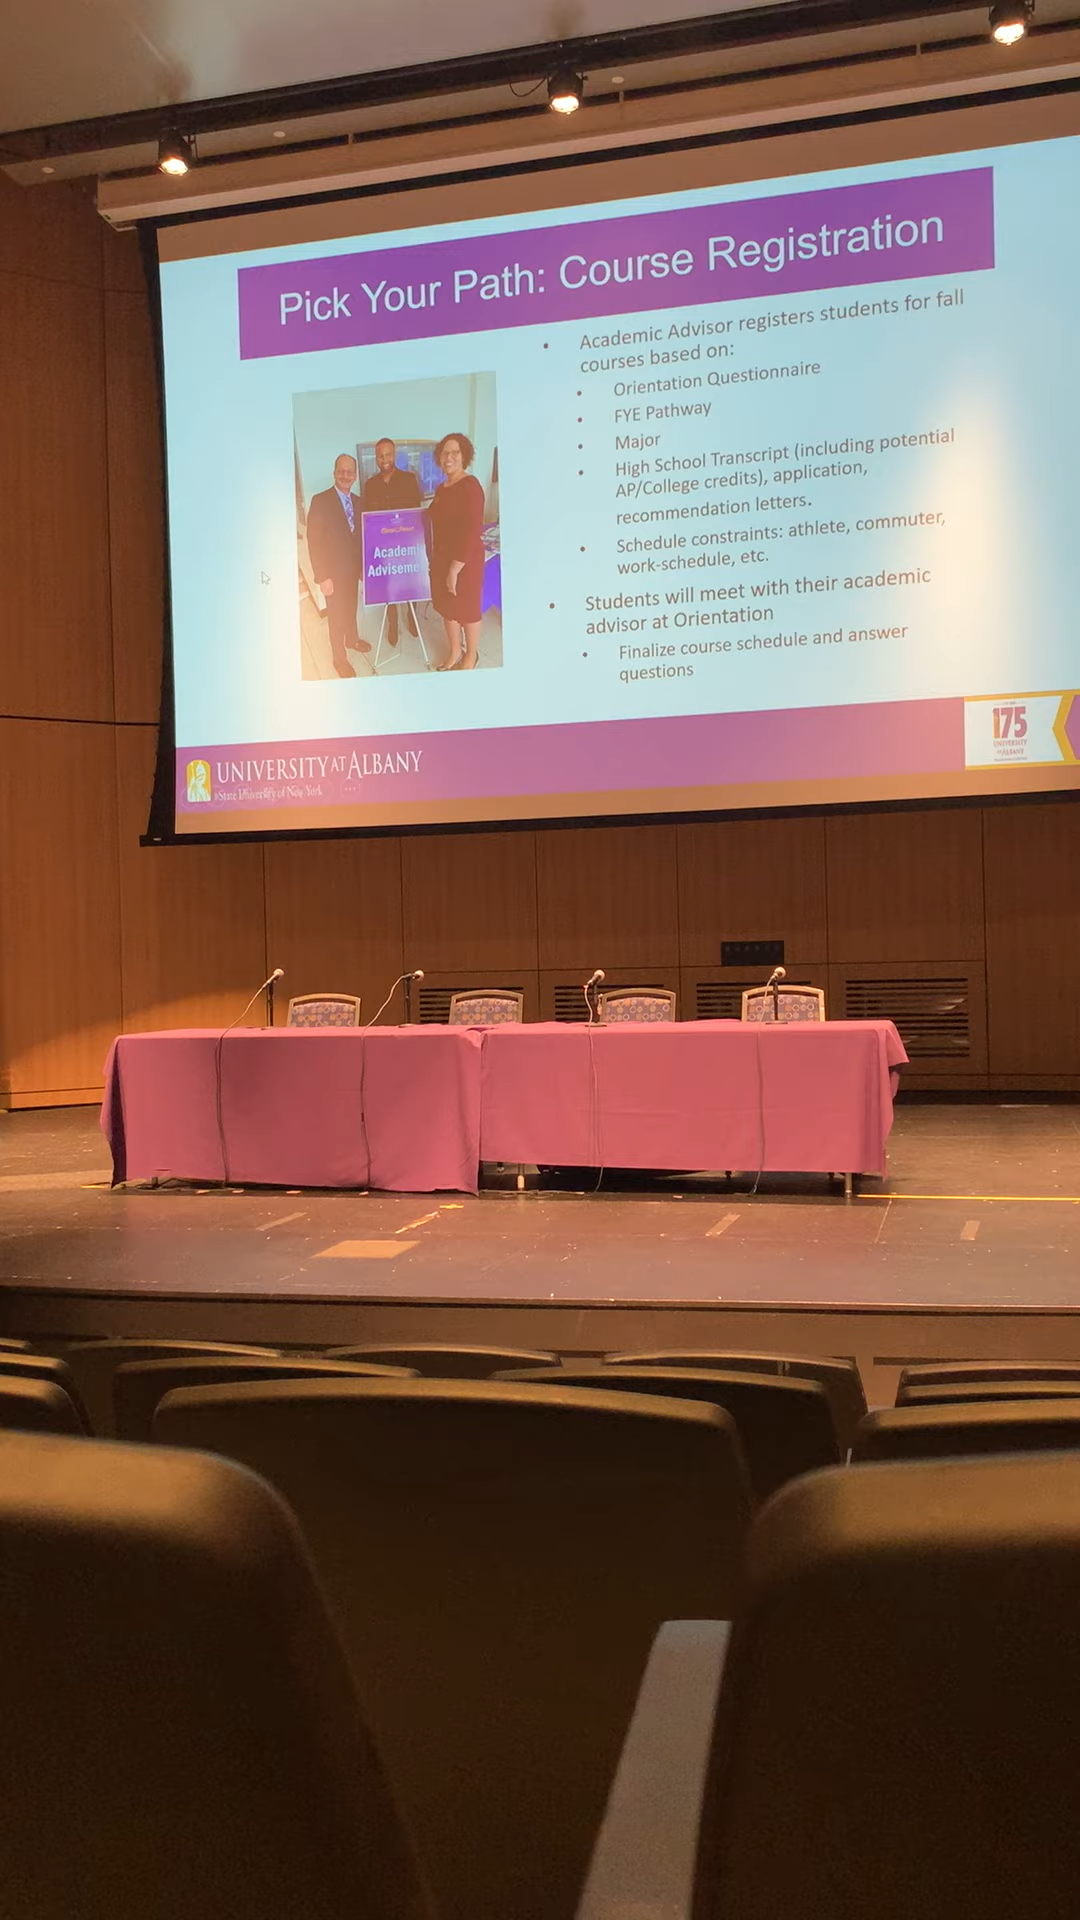 Pick Your Path: Course Registration
• Academic Advisor registers students for fall
courses based on:
• Orientation Questionnaire
• FYE Pathway
• Major
• High School Transcript (including potential
AP/College credits), application,
recommendation letters.
• Schedule constraints: athlete, commuter,
work-schedule, etc.
• Students will meet with their academic
advisor at Orientation
• Finalize course schedule and answer
questions
Academi
Adviseme
UNIVERSITY AT ALBANY
State University of New York
175
UNIVERSITY
AT ALBANY